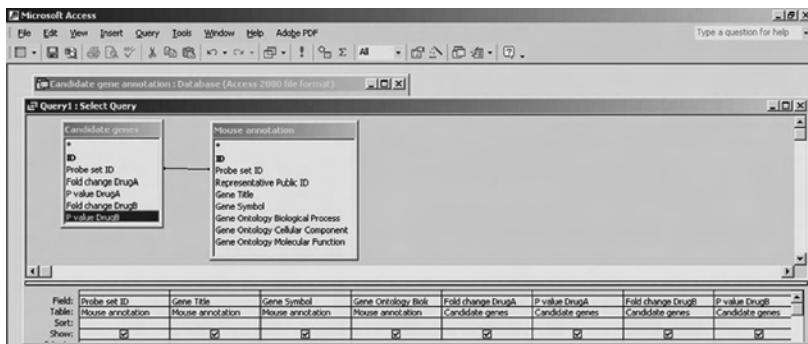 Microsoft Access
File Edit View Insert Query Tools Window Help Adobe PDF
Type a question for help
All
Candidate gene annotation : Database (Access 2000 file format)
Query1 : Select Query
Candidate genes
*
ID
Probe set ID
Fold change DrugA
P value DrugA
Fold change DrugB
P value DrugB
Mouse annotation
*
ID
Probe set ID
Representative Public ID
Gene Title
Gene Symbol
Gene Ontology Biological Process
Gene Ontology Cellular Component
Gene Ontology Molecular Function
Field: Probe set ID Gene Title Gene Symbol Gene Ontology Biolo Fold change DrugA P value DrugA Fold change DrugB P value DrugB
Table: Mouse annotation Mouse annotation Mouse annotation Mouse annotation Candidate genes Candidate genes Candidate genes Candidate genes
Sort:
Show: